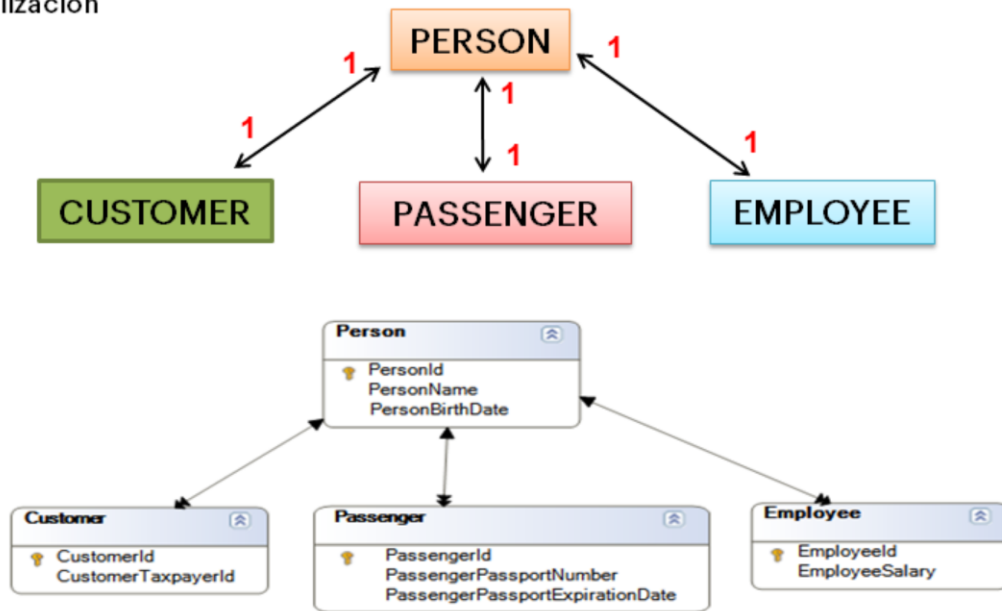 lización
PERSON
1
1
1
1
1
1
CUSTOMER
PASSENGER
EMPLOYEE
Person
PersonId
PersonName
PersonBirthDate
Customer
CustomerId
CustomerTaxpayerId
Passenger
PassengerId
PassengerPassportNumber
PassengerPassportExpirationDate
Employee
EmployeeId
EmployeeSalary